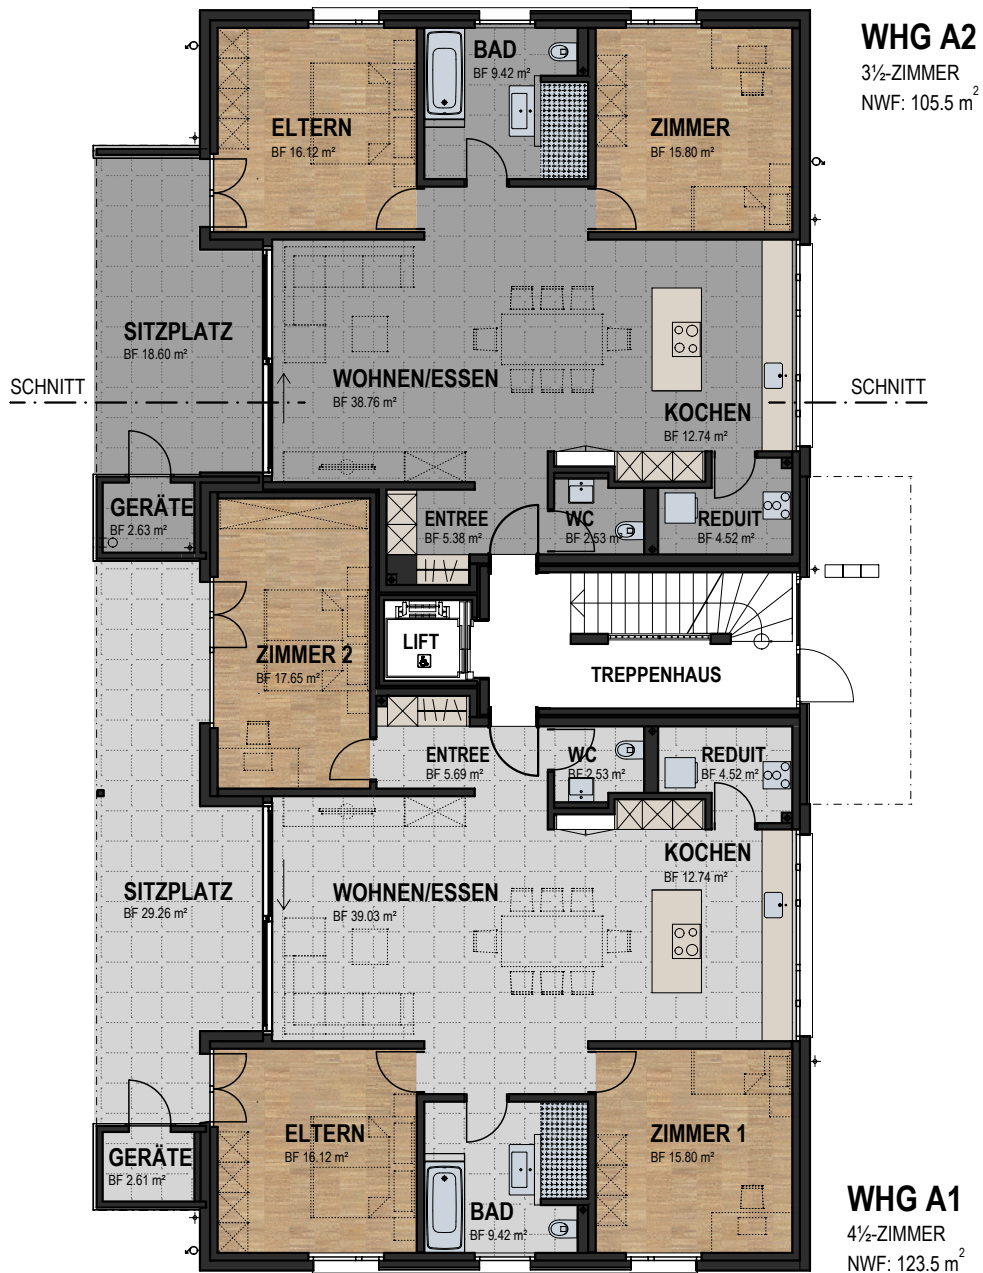 WHG A2
3½-ZIMMER
NWF: 105.5 m²
BAD
BF 9.42 m²
ELTERN
BF 16.12 m²
ZIMMER
BF 15.80 m²
SITZPLATZ
BF 18.60 m²
SCHNITT
SCHNITT
WOHNEN/ESSEN
BF 38.76 m²
KOCHEN
BF 12.74 m²
GERÄTE
BF 2.63 m²
ENTREE
BF 5.38 m²
WC
BF 2.53 m²
REDUIT
BF 4.52 m²
LIFT
ZIMMER 2
BF 17.65 m²
TREPPENHAUS
ENTREE
BF 5.69 m²
WC
BF 2.53 m²
REDUIT
BF 4.52 m²
KOCHEN
BF 12.74 m²
SITZPLATZ
BF 29.26 m²
WOHNEN/ESSEN
BF 39.03 m²
ELTERN
BF 16.12 m²
ZIMMER 1
BF 15.80 m²
GERÄTE
BF 2.61 m²
BAD
BF 9.42 m²
WHG A1
4½-ZIMMER
NWF: 123.5 m²